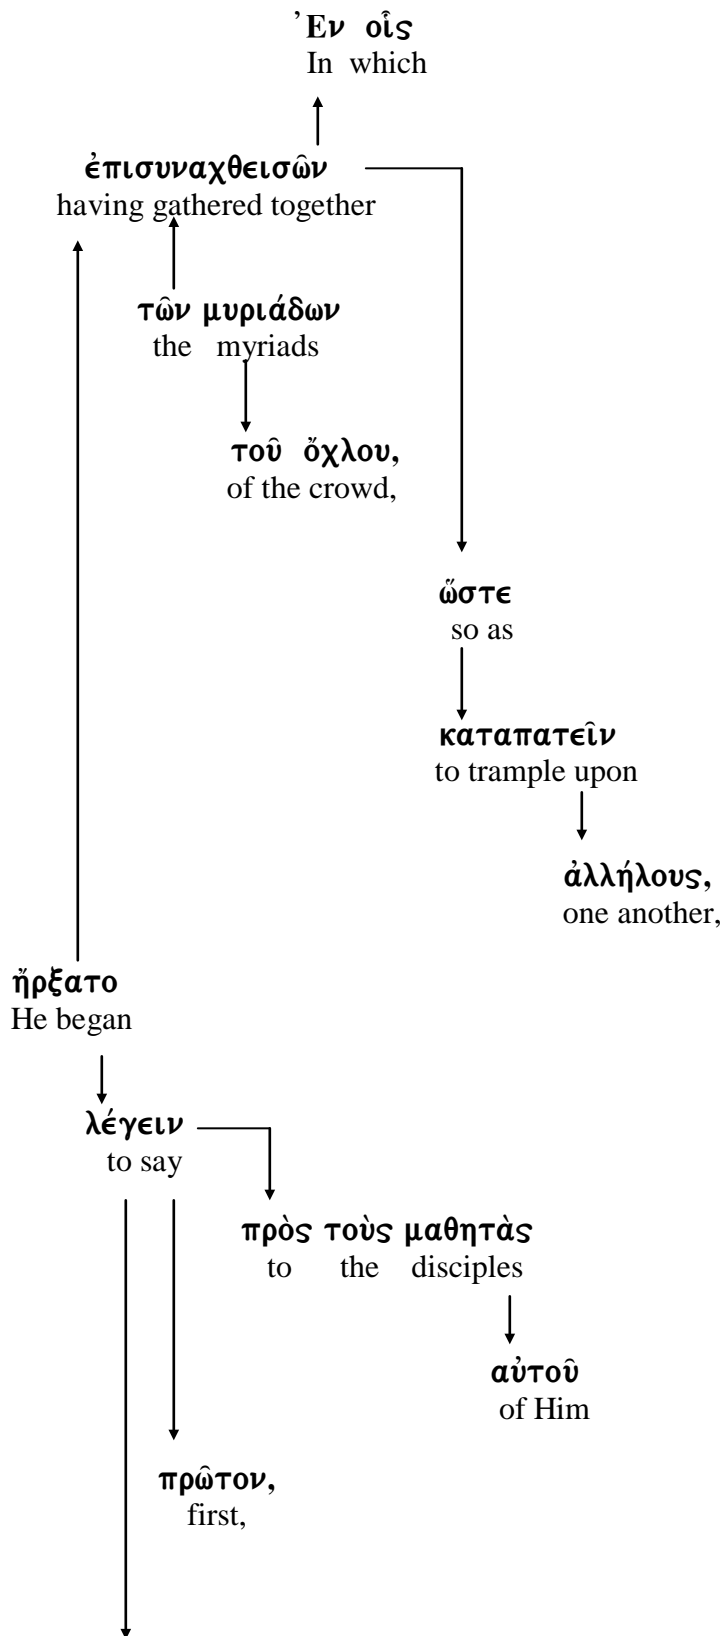 Ἐν οἷς
In which
ἐπισυναχθεισῶν
having gathered together
τῶν μυριάδων
the myriads
τοῦ ὄχλου,
of the crowd,
ὥστε
so as
καταπατεῖν
to trample upon
ἀλλήλους,
one another,
ἤρξατο
He began
λέγειν
to say
πρὸς τοὺς μαθητὰς
to the disciples
αὐτοῦ
of Him
πρῶτον,
first,